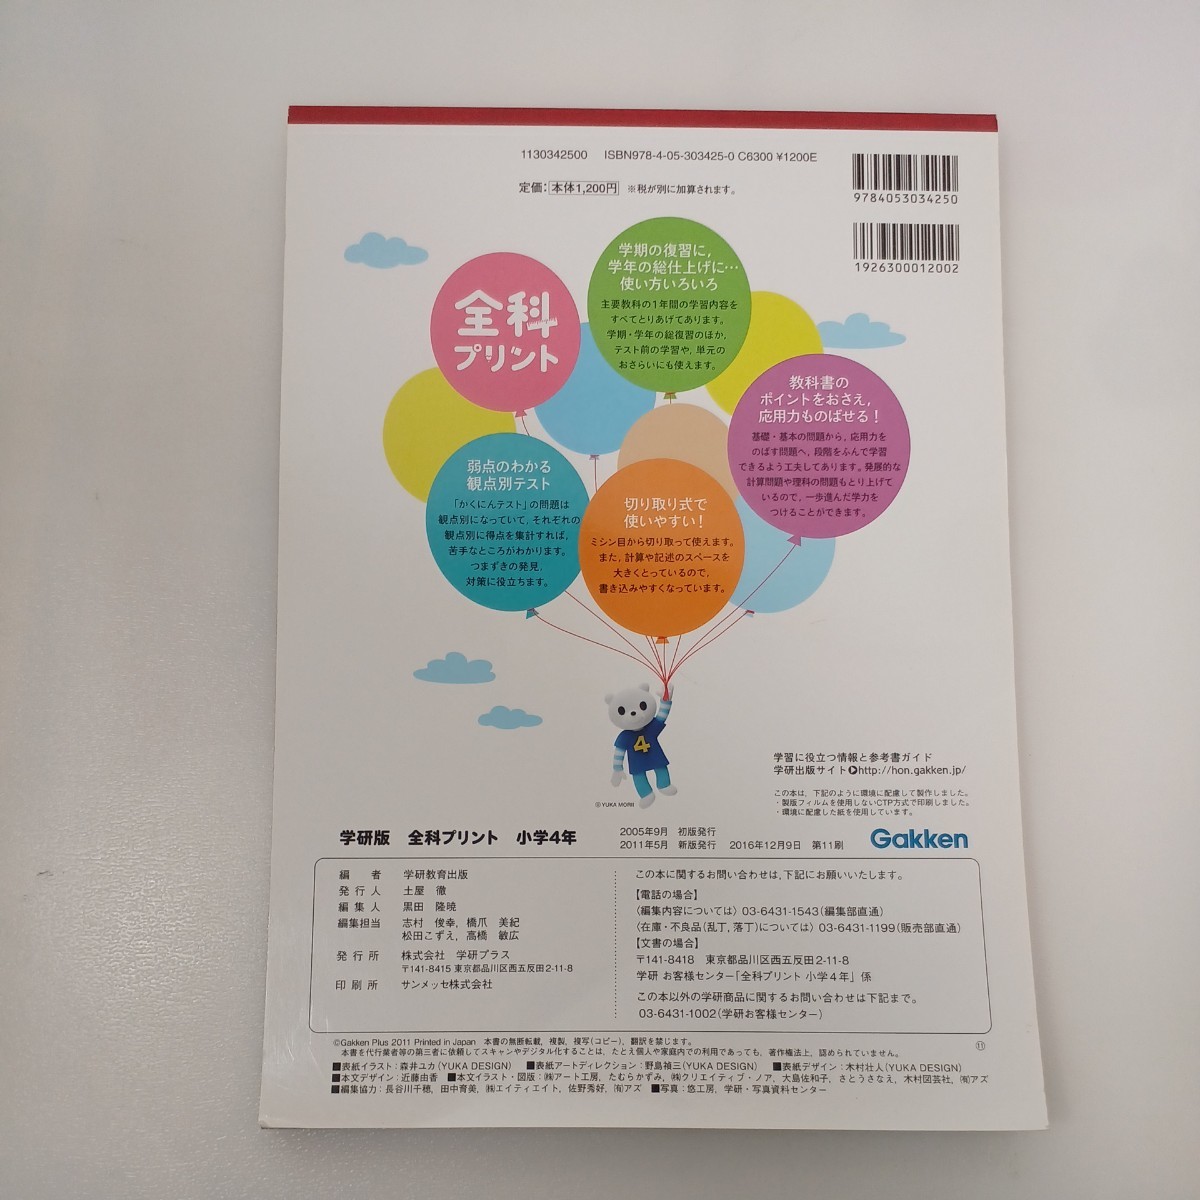 1130342500 ISBN978-4-05-303425-0 C6300 ¥1200E
定価：本体1,200円 ※税が別に加算されます。
9784053034250
1926300012002
全科
プリント
学期の復習に，
学年の総仕上げに…
使い方いろいろ
主要教科の1年間の学習内容を
すべてとりあげてあります。
学期・学年の総復習のほか，
テスト前の学習や，単元の
おさらいにも使えます。
教科書の
ポイントをおさえ，
応用力ものばせる！
基礎・基本の問題から，応用力を
のばす問題へ，段階をふんで学習
できるよう工夫してあります。発展的な
計算問題や理科の問題もとり上げて
いるので，一歩進んだ学力を
つけることができます。
弱点のわかる
観点別テスト
「かくにんテスト」の問題は
観点別になっていて，それぞれの
観点別に得点を集計すれば，
苦手なところがわかります。
つまずきの発見，
対策に役立ちます。
切り取り式で
使いやすい！
ミシン目から切り取って使えます。
また，計算や記述のスペースを
大きくとっているので，
書き込みやすくなっています。
4
©YUKA MORII
学習に役立つ情報と参考書ガイド
学研出版サイト▶http://hon.gakken.jp/
この本は，下記のように環境に配慮して製作しました。
・製版フィルムを使用しないCTP方式で印刷しました。
・環境に配慮した紙を使用しています。
学研版 全科プリント 小学4年
2005年9月 初版発行
2011年5月 新版発行 2016年12月9日 第11刷
Gakken
編者 学研教育出版
発行人 土屋 徹
編集人 黒田 隆暁
編集担当 志村 俊幸，橋爪 美紀
松田こずえ，高橋 敏広
発行所 株式会社 学研プラス
〒141-8415 東京都品川区西五反田2-11-8
印刷所 サンメッセ株式会社
この本に関するお問い合わせは，下記にお願いいたします。
【電話の場合】
〈編集内容については〉03-6431-1543（編集部直通）
〈在庫・不良品（乱丁，落丁）については〉03-6431-1199（販売部直通）
【文書の場合】
〒141-8418 東京都品川区西五反田2-11-8
学研 お客様センター「全科プリント 小学4年」係
この本以外の学研商品に関するお問い合わせは下記まで。
03-6431-1002（学研お客様センター）
©Gakken Plus 2011 Printed in Japan 本書の無断転載，複製，複写（コピー），翻訳を禁じます。
本書を代行業者等の第三者に依頼してスキャンやデジタル化することは，たとえ個人や家庭内での利用であっても，著作権法上，認められていません。
⑪
■表紙イラスト：森井ユカ（YUKA DESIGN） ■表紙アートディレクション：野島禎三（YUKA DESIGN） ■表紙デザイン：木村壮人（YUKA DESIGN）
■本文デザイン：近藤由香 ■本文イラスト・図版：㈱アート工房，たむらかずみ，㈱クリエイティブ・ノア，大島佐和子，さとうさなえ，木村図芸社，㈲アズ
■編集協力：長谷川千穂，田中育美，㈱エイティエイト，佐野秀好，㈲アズ ■写真：悠工房，学研・写真資料センター